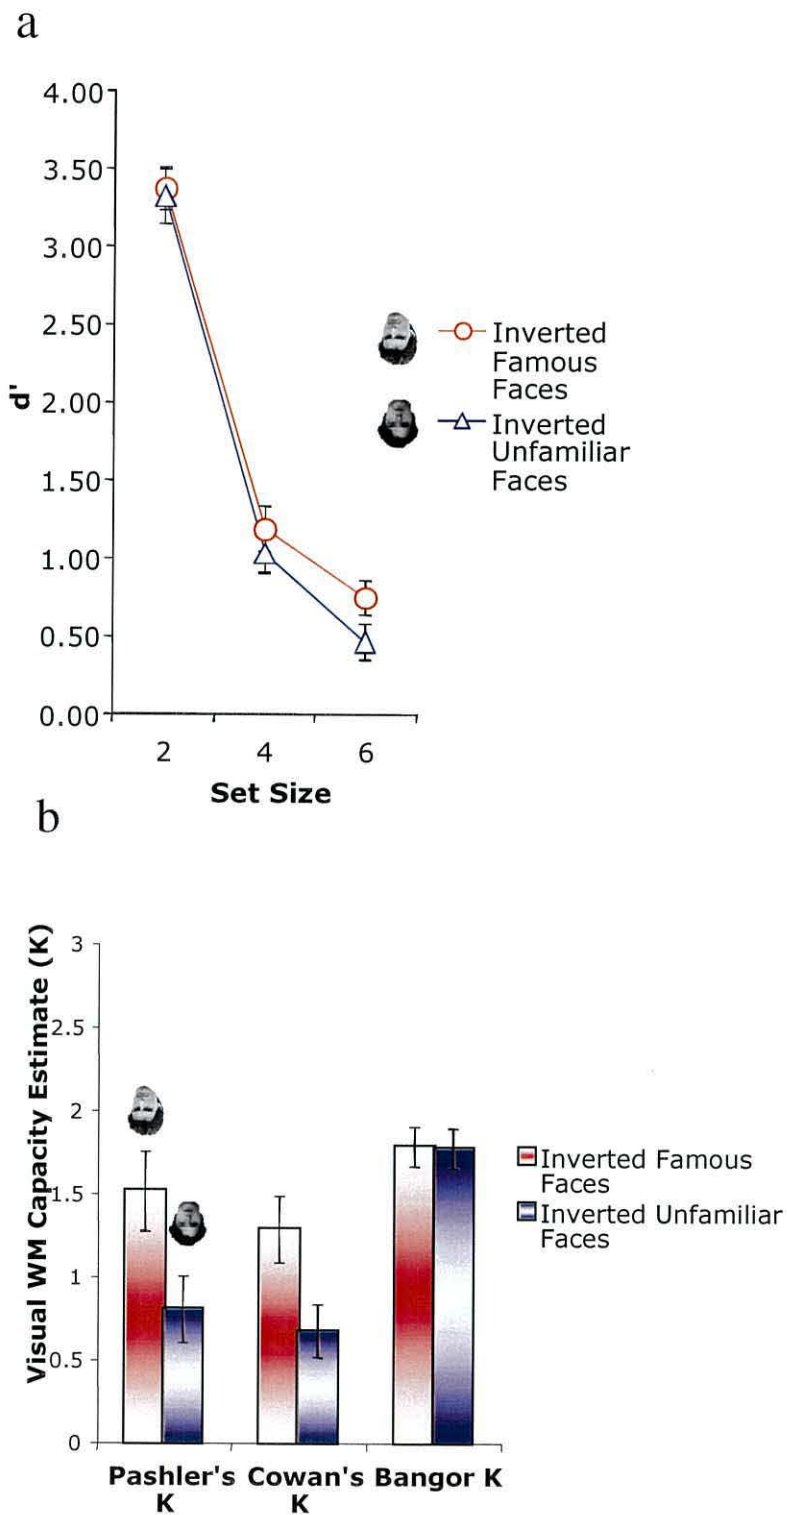 a
4.00
3.50
3.00
2.50
2.00
1.50
1.00
0.50
0.00
d'
2
4
6
Set Size
Inverted
Famous
Faces
Inverted
Unfamiliar
Faces
b
Visual WM Capacity Estimate (K)
3
2.5
2
1.5
1
0.5
0
Pashler's
K
Cowan's
K
Bangor K
Inverted Famous
Faces
Inverted Unfamiliar
Faces